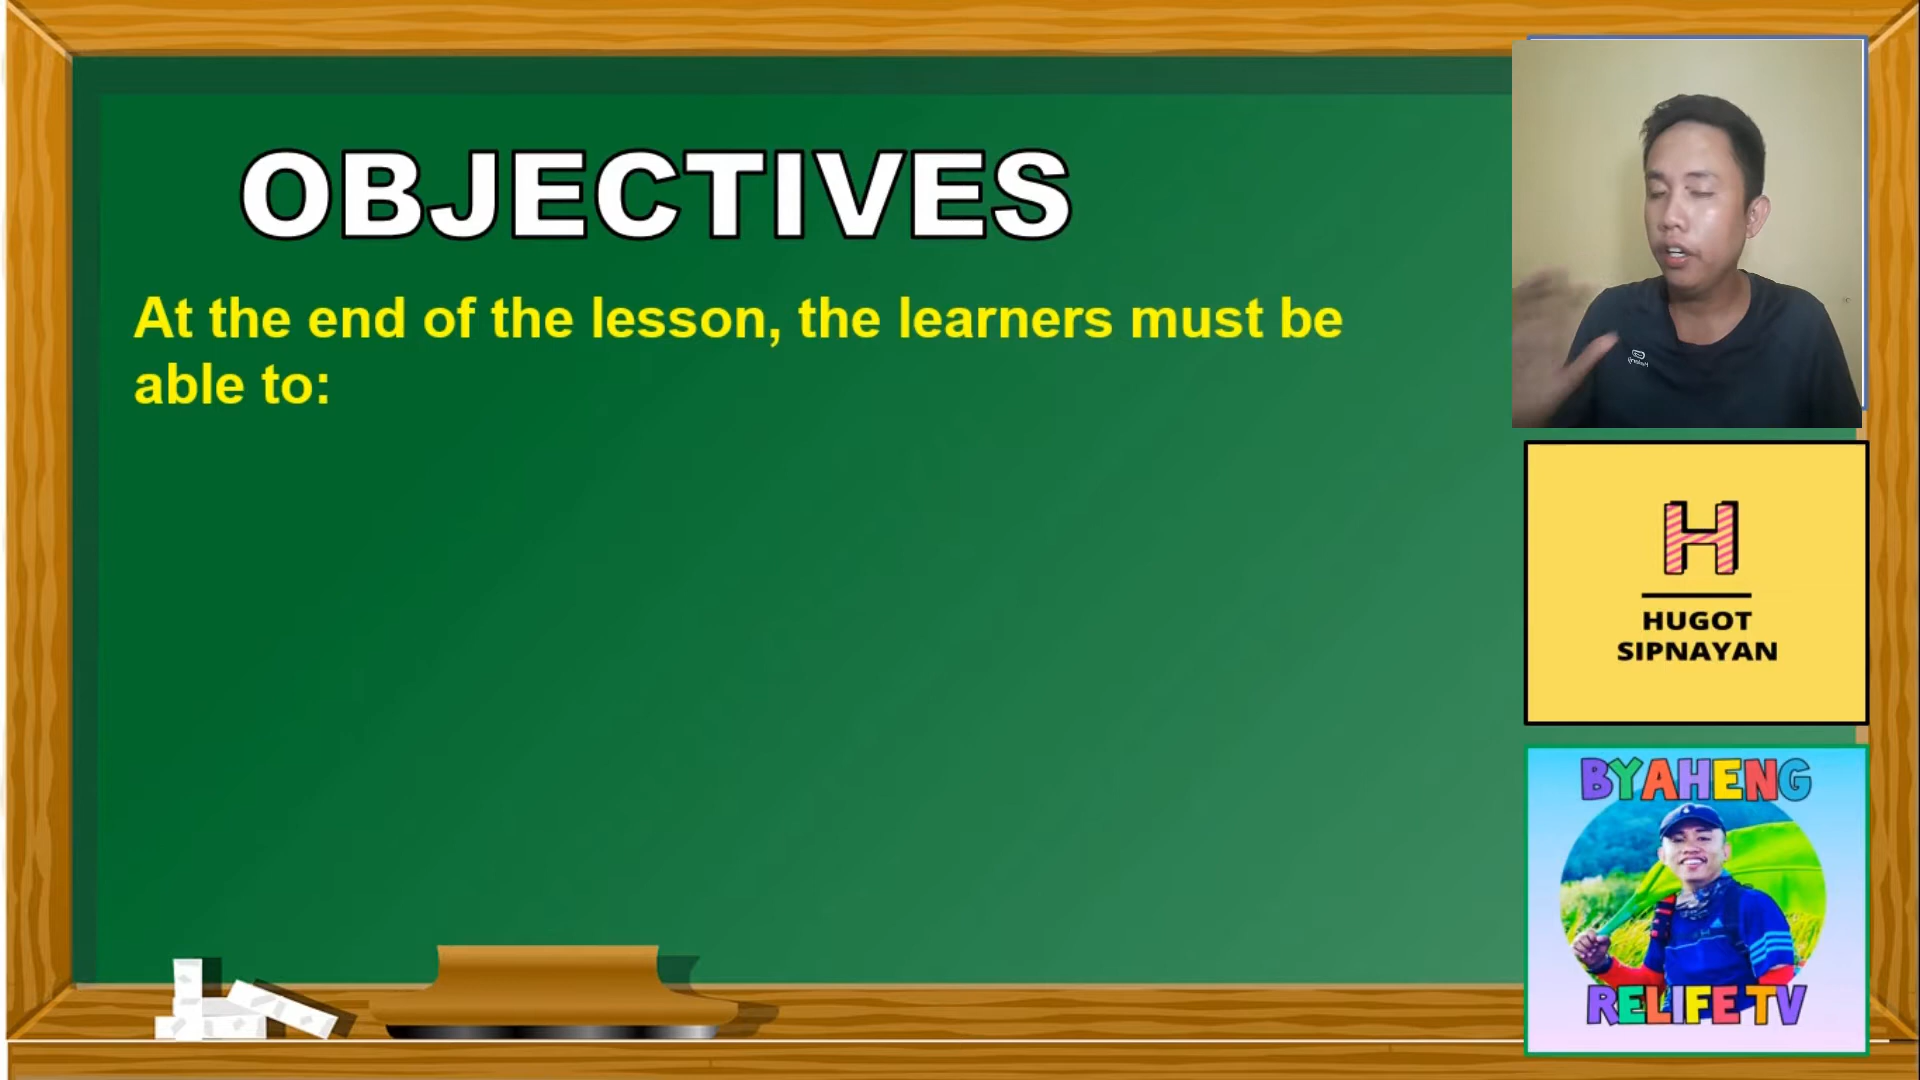 OBJECTIVES
At the end of the lesson, the learners must be
able to:
H
HUGOT
SIPNAYAN
BYAHENG
RELIFE TV